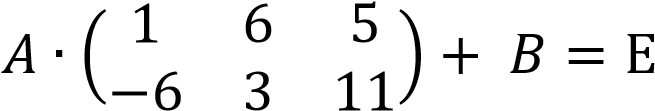 A · (1 6 5
−6 3 11) + B = E